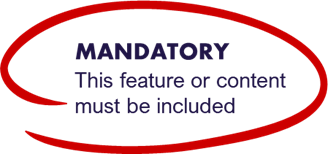 MANDATORY
This feature or content
must be included